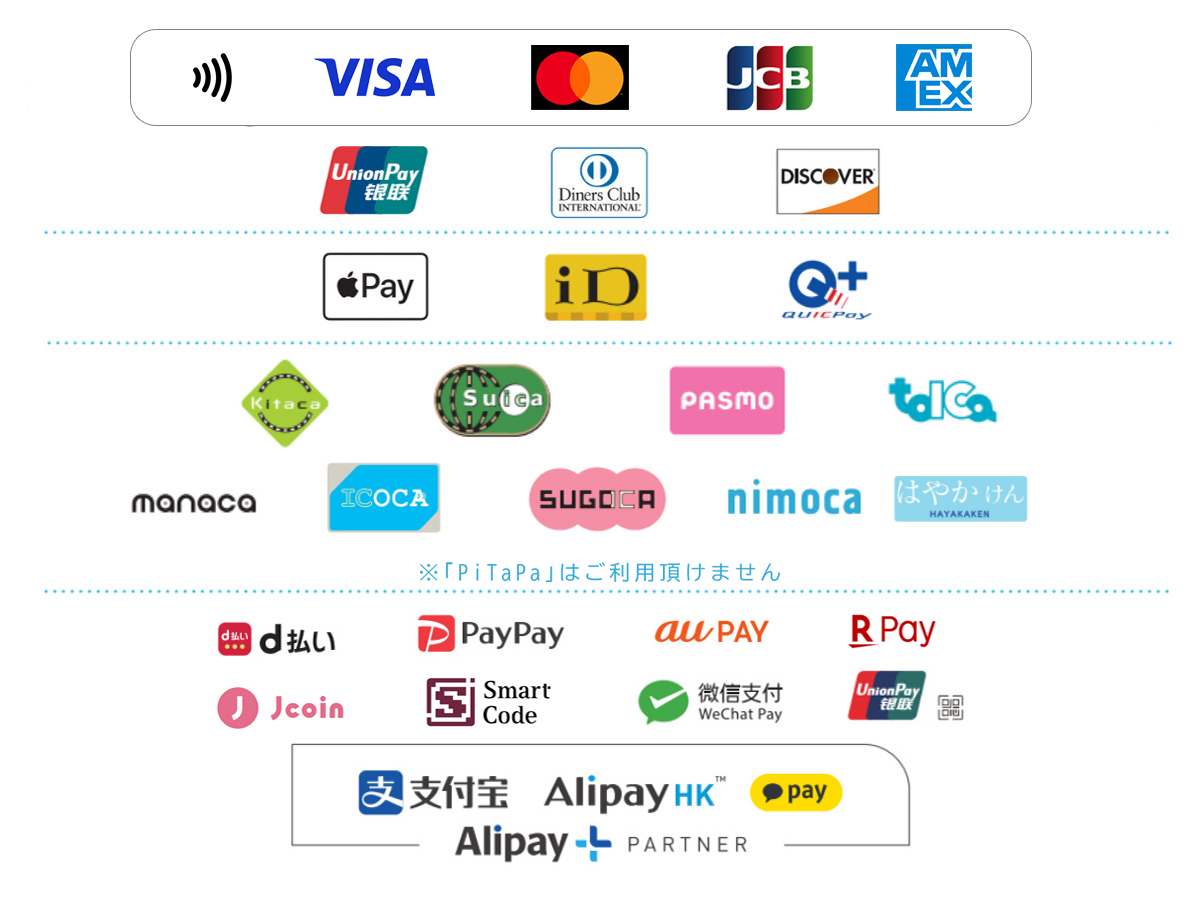 VISA JCB AMEX
UnionPay 银联 Diners Club INTERNATIONAL DISCOVER
Pay iD Q+ QUICPay
Kitaca Suica PASMO toICa
manaca ICOCA SUGOCA nimoca はやかけん HAYAKAKEN
※「PiTaPa」はご利用頂けません
d払い d払い PayPay au PAY R Pay
J Jcoin Smart Code 微信支付 WeChat Pay UnionPay 银联
支 支付宝 Alipay HK™ pay
Alipay+ PARTNER